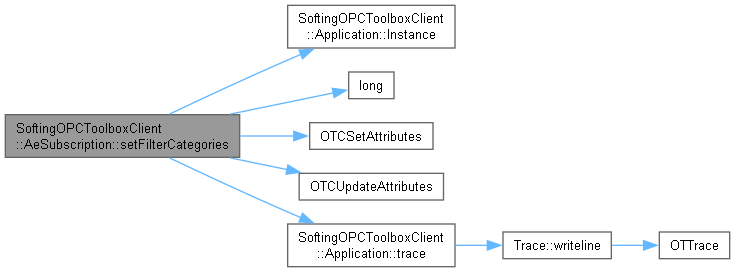 SoftingOPCToolboxClient
::AeSubscription::setFilterCategories
SoftingOPCToolboxClient
::Application::Instance
long
OTCSetAttributes
OTCUpdateAttributes
SoftingOPCToolboxClient
::Application::trace
Trace::writeline
OTTrace